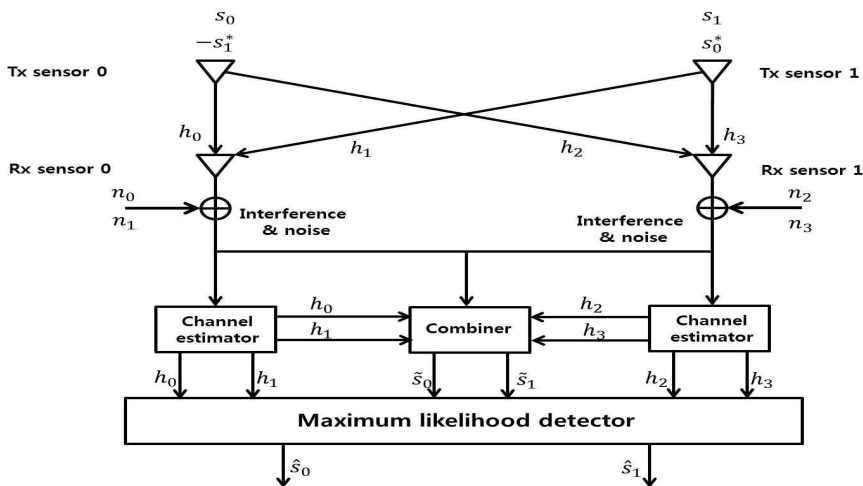 s₀ s₁
−s₁* s₀*
Tx sensor 0 Tx sensor 1
h₀ h₁ h₂ h₃
Rx sensor 0 Rx sensor 1
n₀ n₂
n₁ n₃
Interference
& noise
Interference
& noise
Channel
estimator
h₀
h₁
Combiner
h₂
h₃
Channel
estimator
h₀ h₁ s̃₀ s̃₁ h₂ h₃
Maximum likelihood detector
ŝ₀ ŝ₁